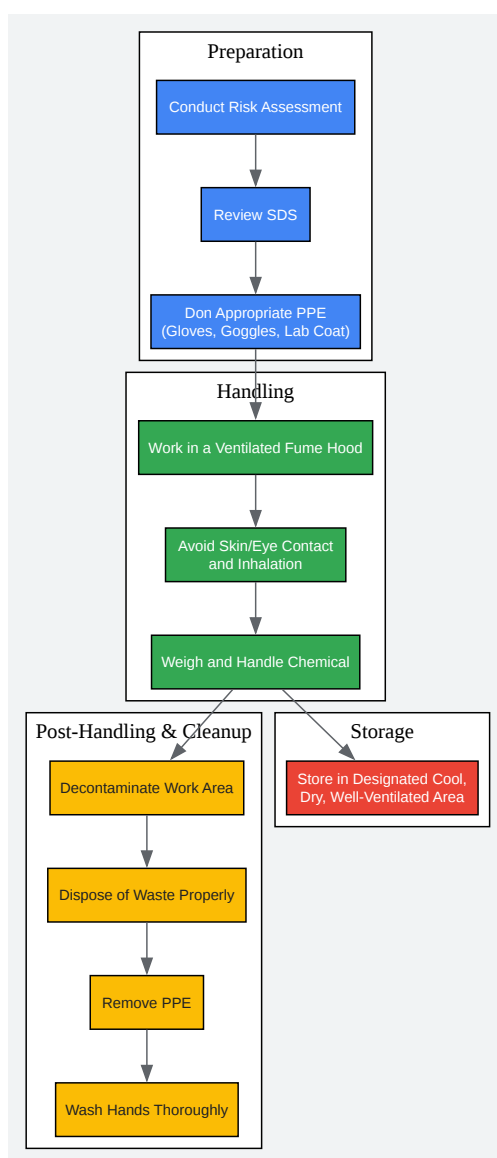 Preparation
Conduct Risk Assessment
Review SDS
Don Appropriate PPE
(Gloves, Goggles, Lab Coat)
Handling
Work in a Ventilated Fume Hood
Avoid Skin/Eye Contact
and Inhalation
Weigh and Handle Chemical
Post-Handling & Cleanup
Decontaminate Work Area
Dispose of Waste Properly
Remove PPE
Wash Hands Thoroughly
Storage
Store in Designated Cool,
Dry, Well-Ventilated Area